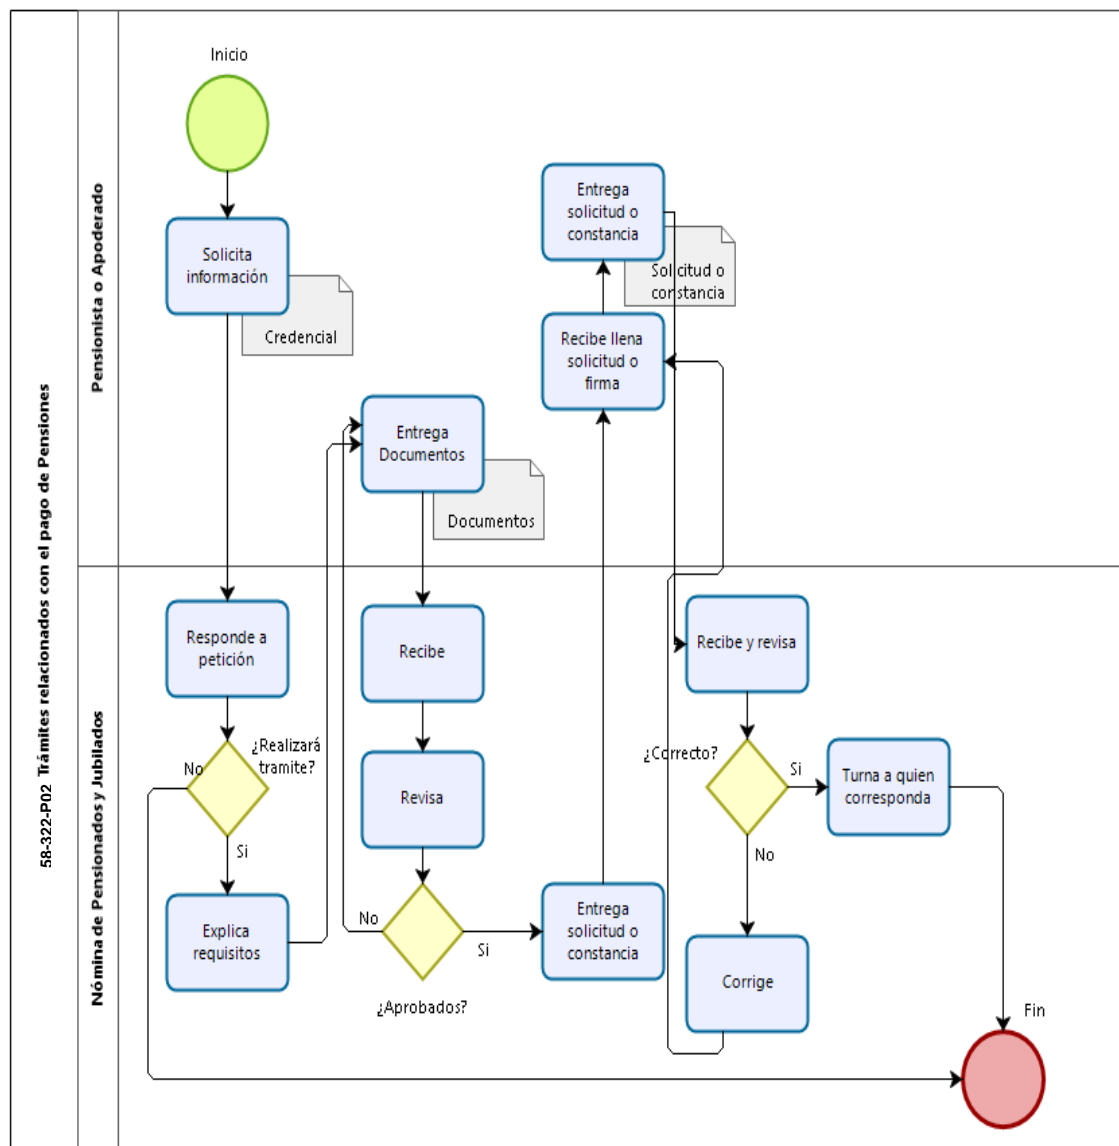 58-3322-P02 Trámites relacionados con el pago de Pensiones
Pensionista o Apoderado
Inicio
Solicita
información
Credencial
Entrega
Documentos
Documentos
Entrega
solicitud o
constancia
Solicitud o
constancia
Recibe llena
solicitud o
firma
Nómina de Pensionados y Jubilados
Responde a
petición
¿Realizará
tramite?
No
Si
Explica
requisitos
Recibe
Revisa
No
Si
¿Aprobados?
Entrega
solicitud o
constancia
Recibe y revisa
¿Correcto?
Si
Turna a quien
corresponda
No
Corrige
Fin